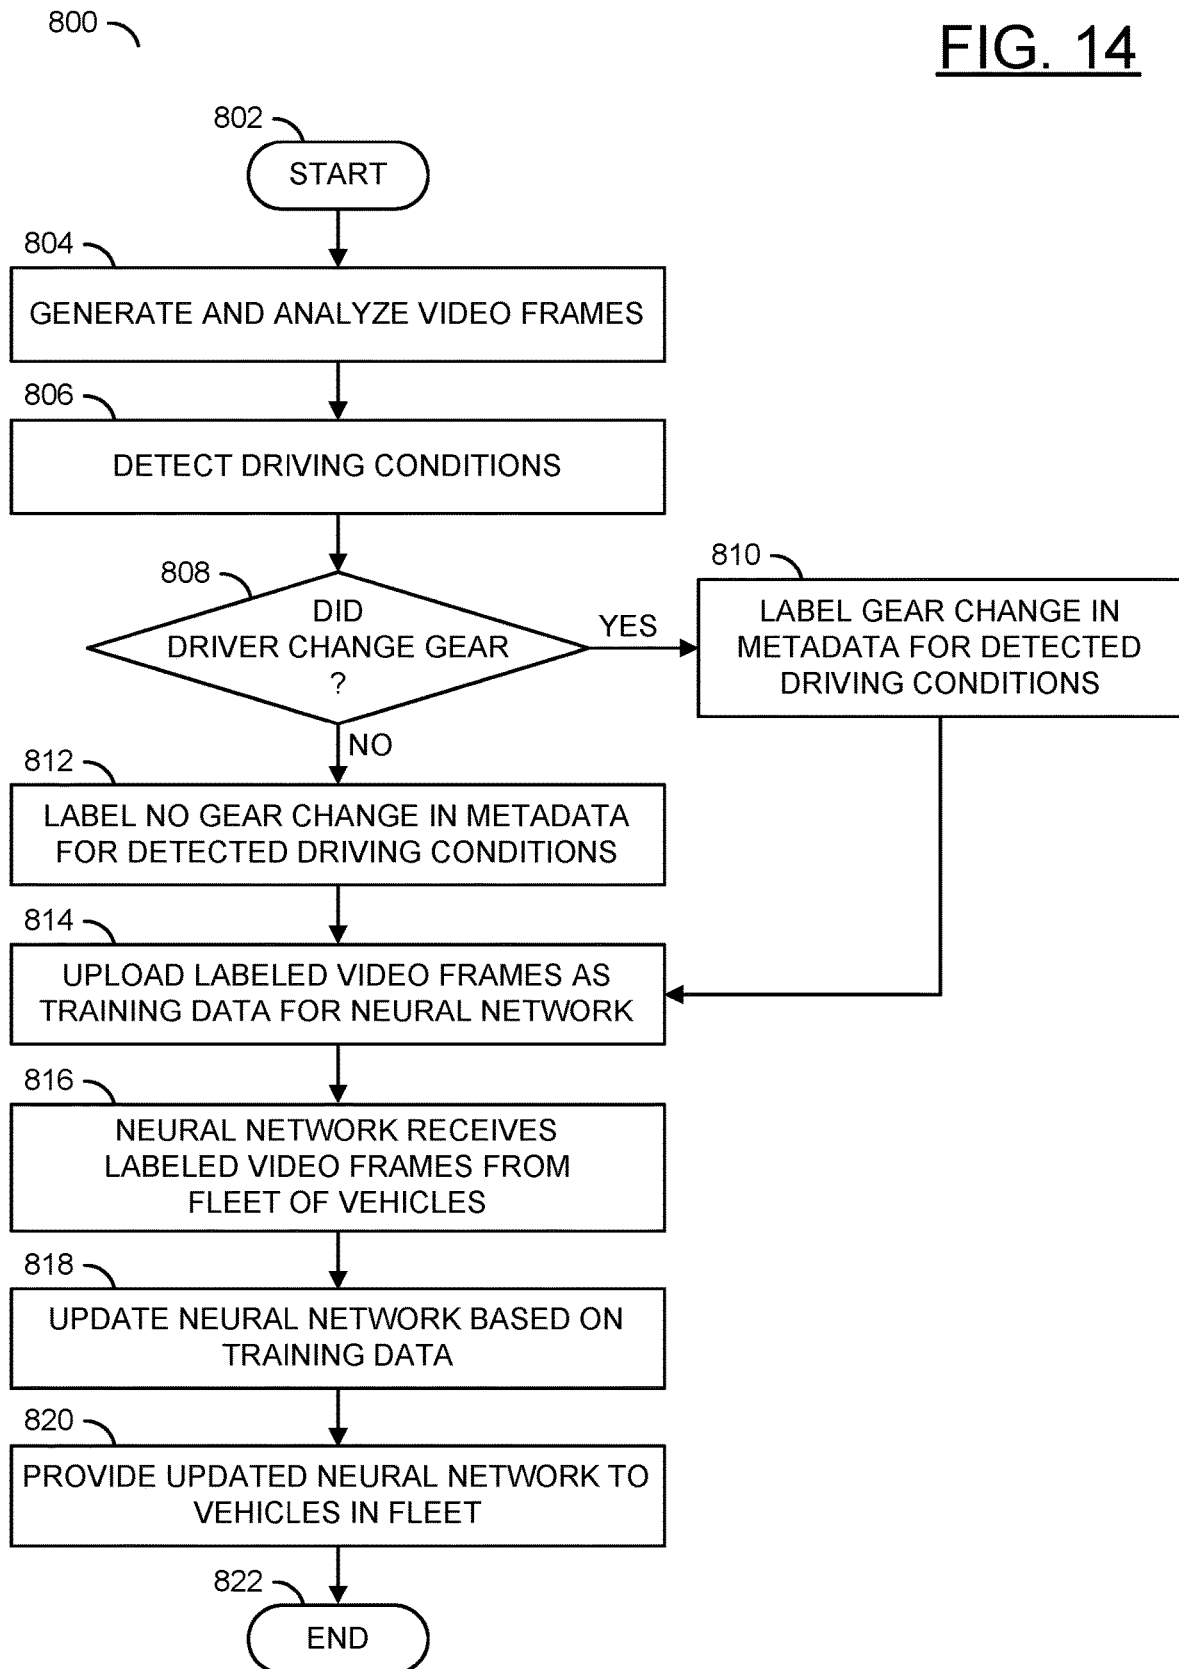 800
FIG. 14
802
START
804
GENERATE AND ANALYZE VIDEO FRAMES
806
DETECT DRIVING CONDITIONS
808
DID
DRIVER CHANGE GEAR
?
YES
810
LABEL GEAR CHANGE IN
METADATA FOR DETECTED
DRIVING CONDITIONS
NO
812
LABEL NO GEAR CHANGE IN METADATA
FOR DETECTED DRIVING CONDITIONS
814
UPLOAD LABELED VIDEO FRAMES AS
TRAINING DATA FOR NEURAL NETWORK
816
NEURAL NETWORK RECEIVES
LABELED VIDEO FRAMES FROM
FLEET OF VEHICLES
818
UPDATE NEURAL NETWORK BASED ON
TRAINING DATA
820
PROVIDE UPDATED NEURAL NETWORK TO
VEHICLES IN FLEET
822
END